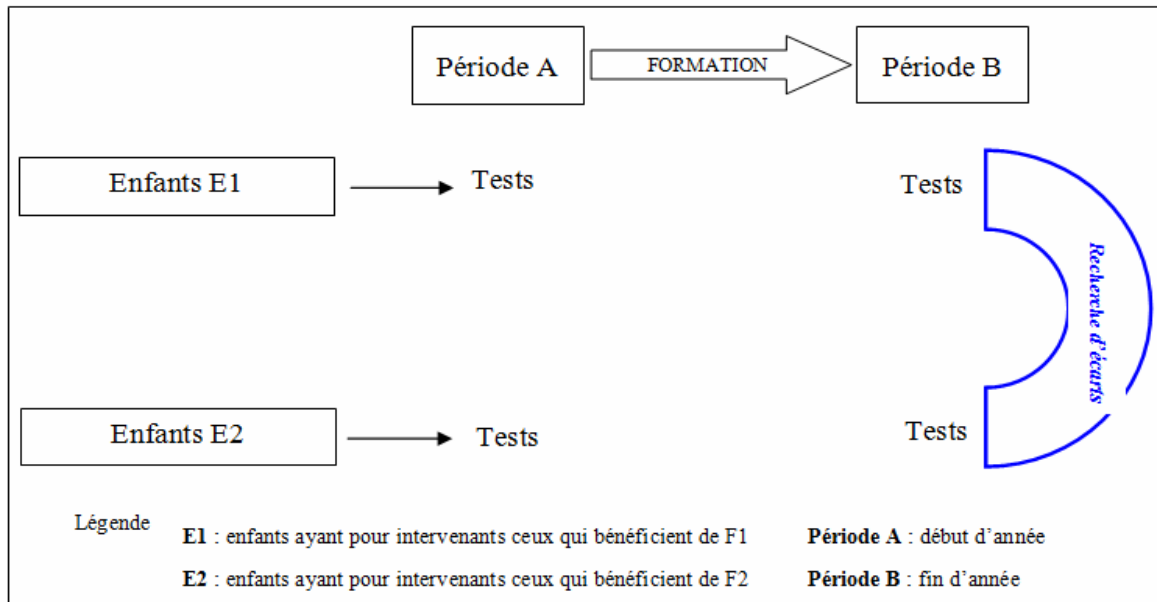 Période A
FORMATION
Période B
Enfants E1
Tests
Tests
Recherche d'écarts
Enfants E2
Tests
Tests
Légende
E1 : enfants ayant pour intervenants ceux qui bénéficient de F1
Période A : début d'année
E2 : enfants ayant pour intervenants ceux qui bénéficient de F2
Période B : fin d'année